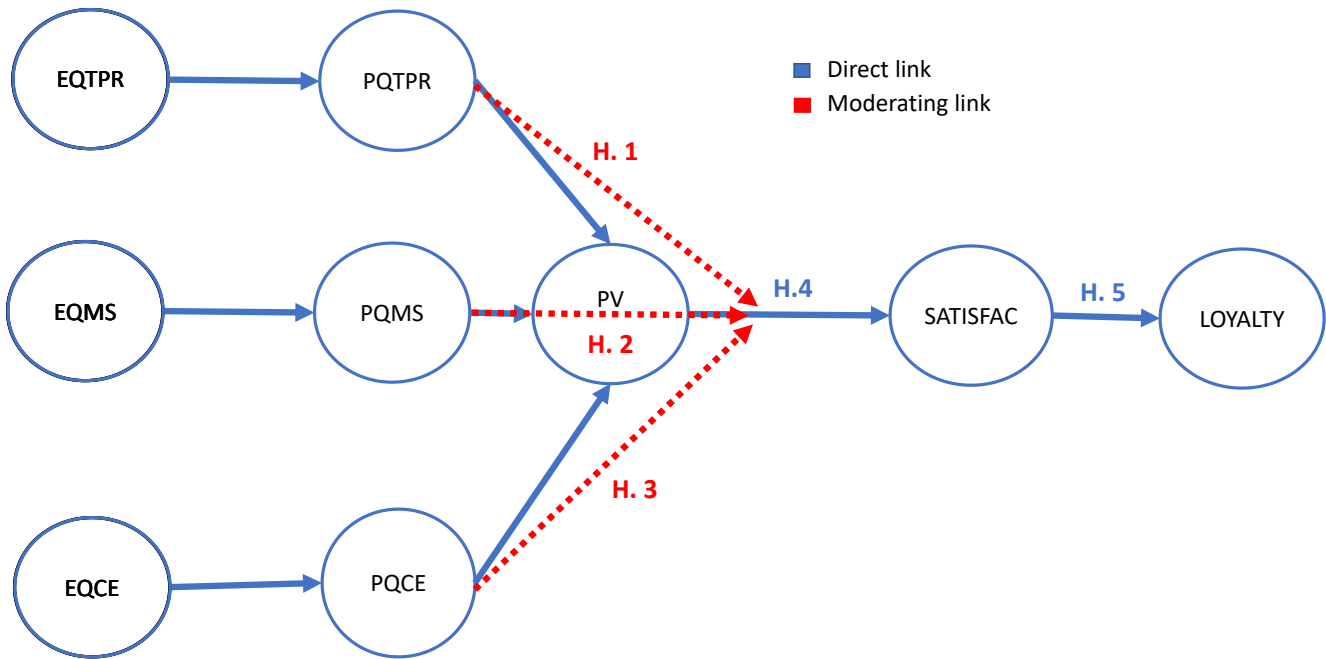 EQTPR
PQTPR
Direct link
Moderating link
H. 1
EQMS
PQMS
PV
H. 2
H.4
SATISFAC
H. 5
LOYALTY
H. 3
EQCE
PQCE